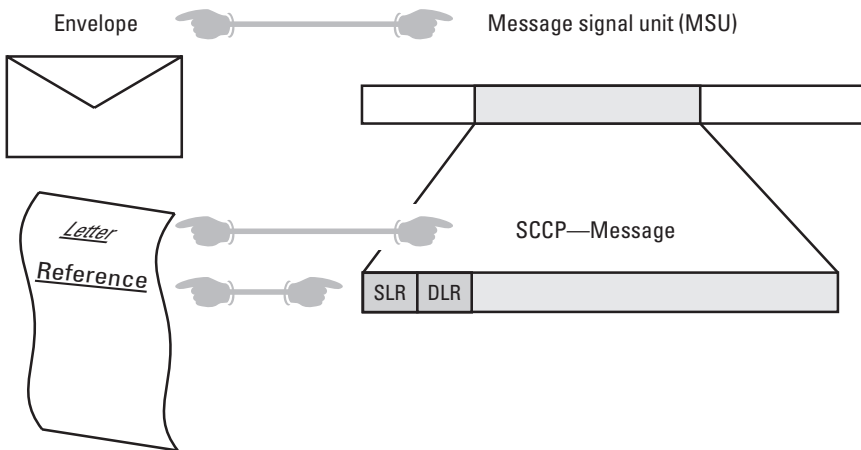 Envelope
Message signal unit (MSU)
Letter
SCCP—Message
Reference
SLR
DLR